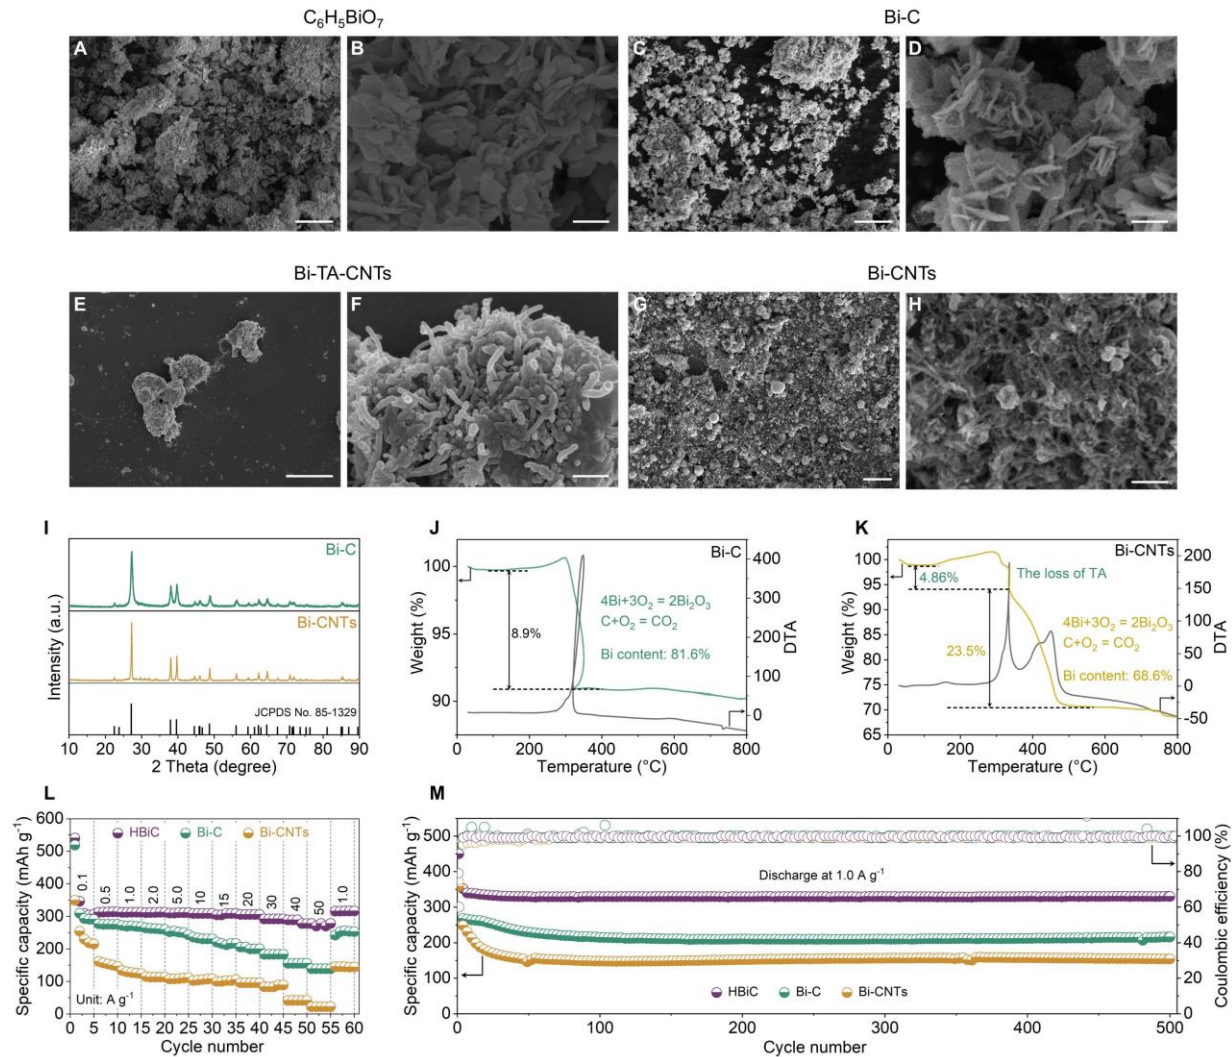 C₆H₅BiO₇
Bi-C
A
B
C
D
Bi-TA-CNTs
Bi-CNTs
E
F
G
H
I
Bi-C
Bi-CNTs
JCPDS No. 85-1329
Intensity (a.u.)
10 20 30 40 50 60 70 80 90
2 Theta (degree)
J
Bi-C
100
95
90
Weight (%)
8.9%
4Bi+3O₂ = 2Bi₂O₃
C+O₂ = CO₂
Bi content: 81.6%
400
300
200
100
0
DTA
0 200 400 600 800
Temperature (°C)
K
Bi-CNTs
100
95
90
85
80
75
70
65
Weight (%)
4.86%
The loss of TA
23.5%
4Bi+3O₂ = 2Bi₂O₃
C+O₂ = CO₂
Bi content: 68.6%
200
150
100
50
0
-50
DTA
0 200 400 600 800
Temperature (°C)
L
600
500
400
300
200
100
0
Specific capacity (mAh g⁻¹)
HBiC Bi-C Bi-CNTs
0.1 0.5 1.0 2.0 5.0 10 15 20 30 40 50 1.0
Unit: A g⁻¹
0 5 10 15 20 25 30 35 40 45 50 55 60
Cycle number
M
500
400
300
200
100
0
Specific capacity (mAh g⁻¹)
Discharge at 1.0 A g⁻¹
HBiC Bi-C Bi-CNTs
100
80
60
40
20
0
Coulombic efficiency (%)
0 100 200 300 400 500
Cycle number